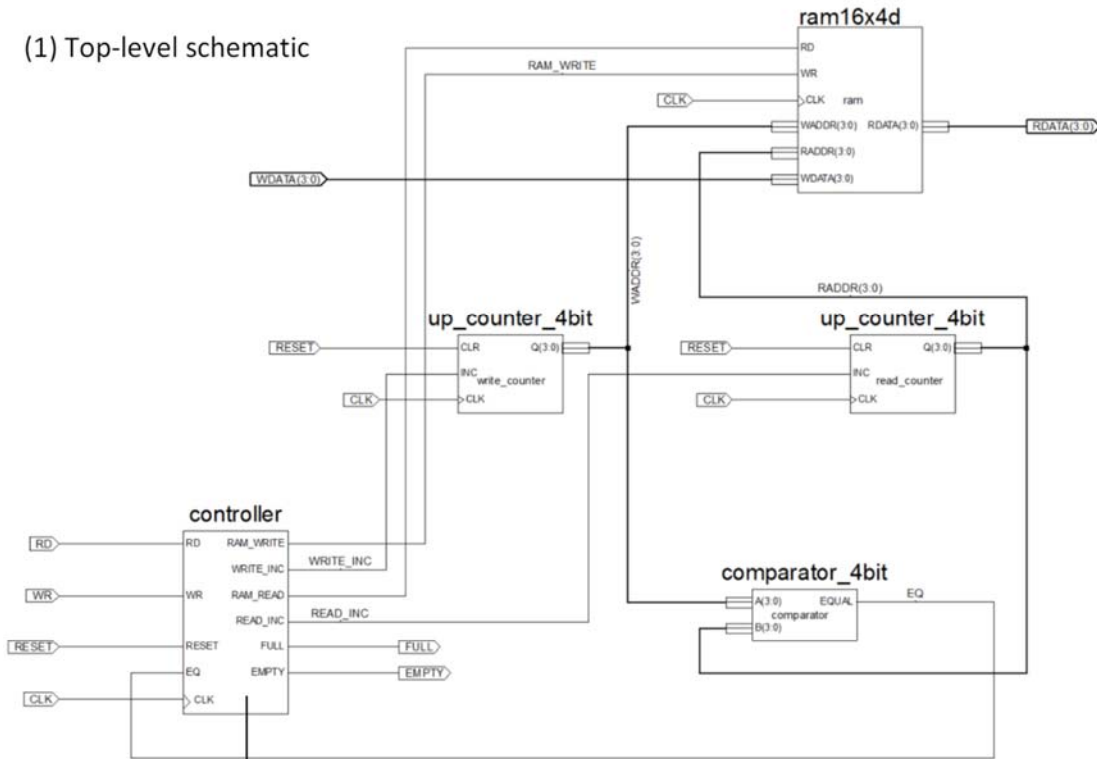 (1) Top-level schematic
ram16x4d
RD
RAM_WRITE
WR
CLK
CLK
ram
WADDR(3:0)
RDATA(3:0)
RDATA(3:0)
RADDR(3:0)
WDATA(3:0)
WDATA(3:0)
WADDR(3:0)
RADDR(3:0)
up_counter_4bit
RESET
CLR
Q(3:0)
INC
write_counter
CLK
CLK
up_counter_4bit
RESET
CLR
Q(3:0)
INC
read_counter
CLK
CLK
controller
RD
RD
RAM_WRITE
WRITE_INC
WRITE_INC
WR
WR
RAM_READ
READ_INC
READ_INC
RESET
RESET
FULL
FULL
EQ
EMPTY
EMPTY
CLK
CLK
comparator_4bit
A(3:0)
EQUAL
EQ
comparator
B(3:0)